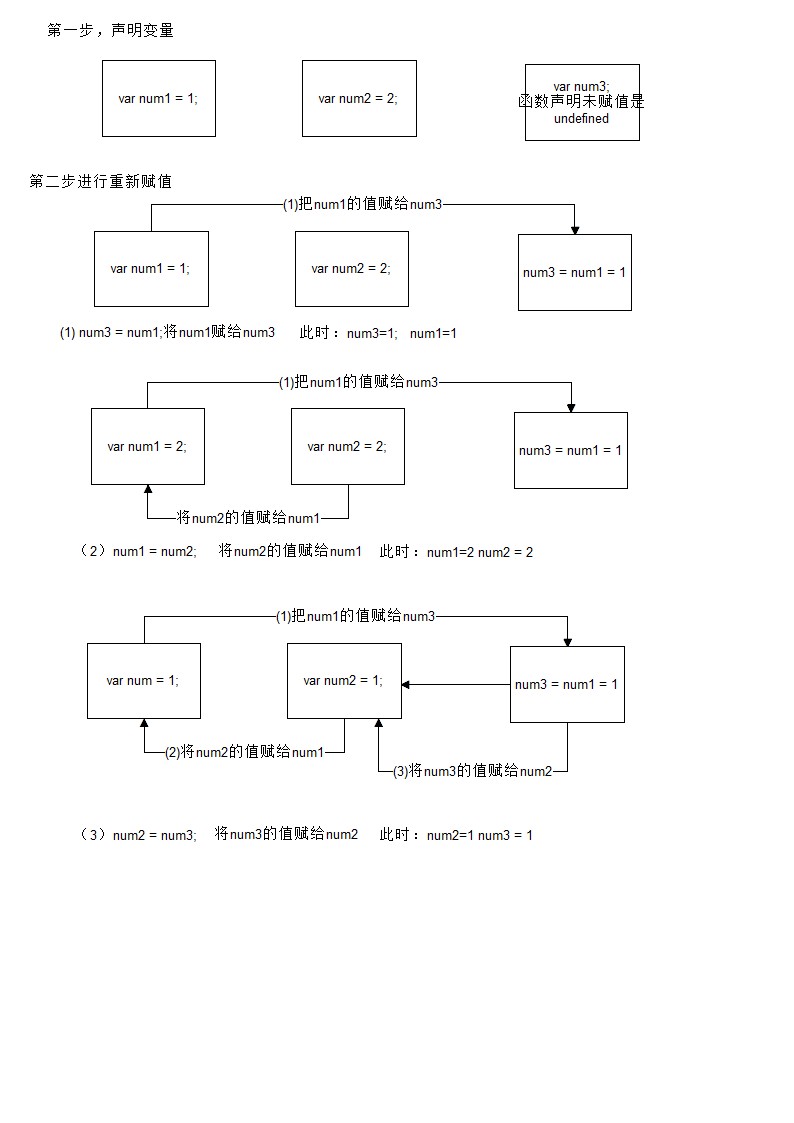 第一步，声明变量
var num1 = 1;
var num2 = 2;
var num3;
函数声明未赋值是
undefined
第二步进行重新赋值
(1)把num1的值赋给num3
var num1 = 1;
var num2 = 2;
num3 = num1 = 1
(1) num3 = num1;将num1赋给num3 此时：num3=1; num1=1
(1)把num1的值赋给num3
var num1 = 2;
var num2 = 2;
num3 = num1 = 1
将num2的值赋给num1
（2）num1 = num2; 将num2的值赋给num1 此时：num1=2 num2 = 2
(1)把num1的值赋给num3
var num = 1;
var num2 = 1;
num3 = num1 = 1
(2)将num2的值赋给num1
(3)将num3的值赋给num2
（3）num2 = num3; 将num3的值赋给num2 此时：num2=1 num3 = 1